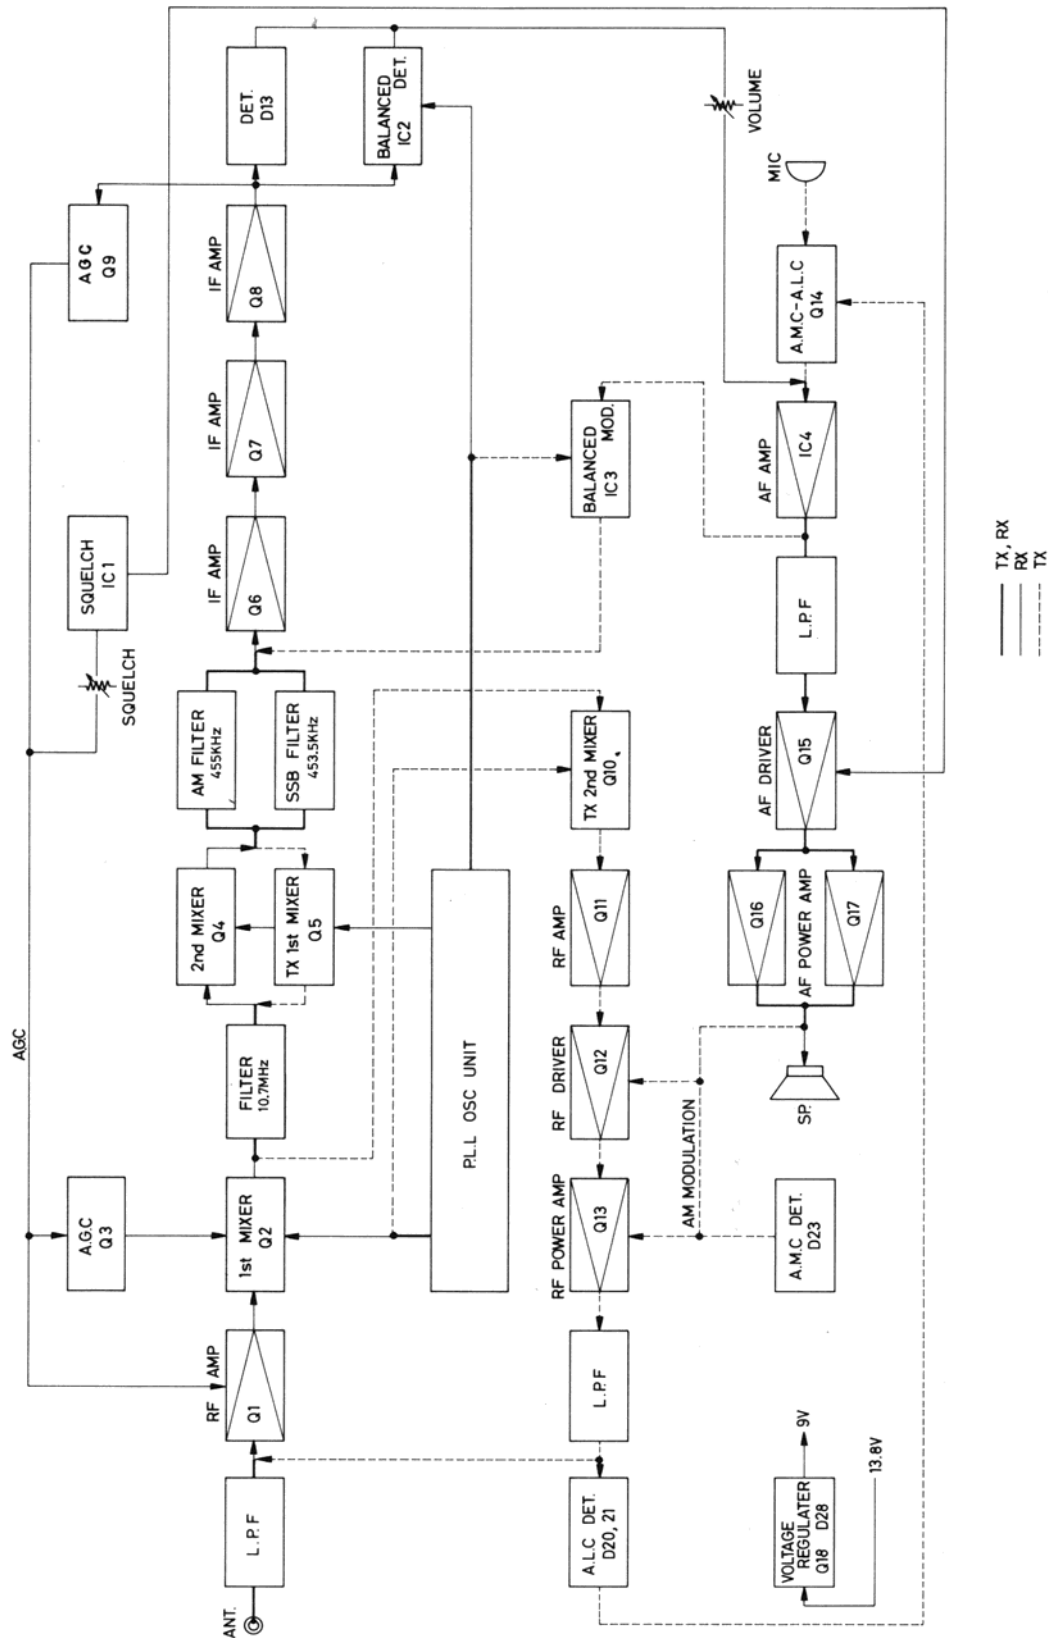 ANT.
L.P.F
RF AMP
Q1
A.G.C
Q3
1st MIXER
Q2
FILTER
10.7MHz
2nd MIXER
Q4
TX 1st MIXER
Q5
AM FILTER
455KHz
SSB FILTER
453.5KHz
IF AMP
Q6
IF AMP
Q7
IF AMP
Q8
AGC
SQUELCH
SQUELCH
IC1
AGC
Q9
DET.
D13
BALANCED DET.
IC2
P.L.L OSC UNIT
A.L.C DET.
D20, 21
L.P.F
RF POWER AMP
Q13
RF DRIVER
Q12
RF AMP
Q11
TX 2nd MIXER
Q10
BALANCED MOD.
IC3
AM MODULATION
VOLUME
VOLTAGE
REGULATER
Q18 D28
9V
13.8V
A.M.C DET.
D23
SP.
AF POWER AMP
Q16
Q17
AF DRIVER
Q15
L.P.F
AF AMP
IC4
A.M.C-A.L.C
Q14
MIC
TX, RX
RX
TX